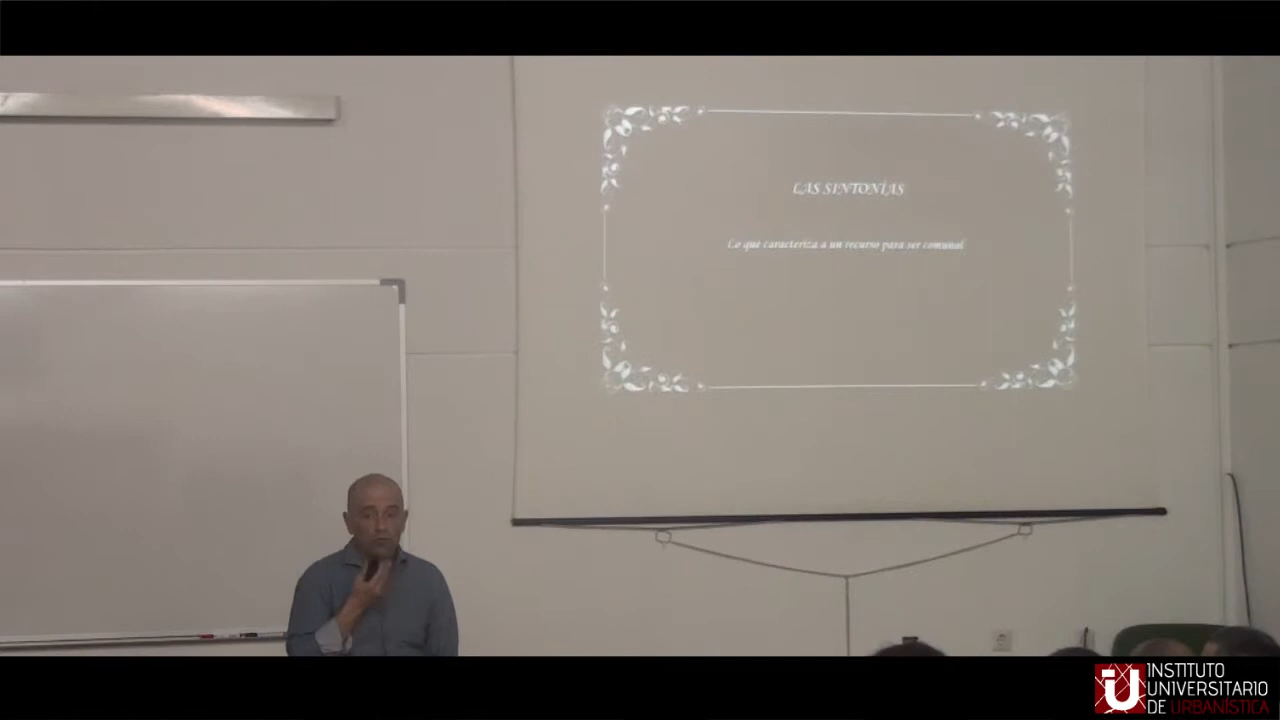 LAS SINTONÍAS
Lo que caracteriza a un recurso para ser comunal
INSTITUTO
UNIVERSITARIO
DE URBANÍSTICA